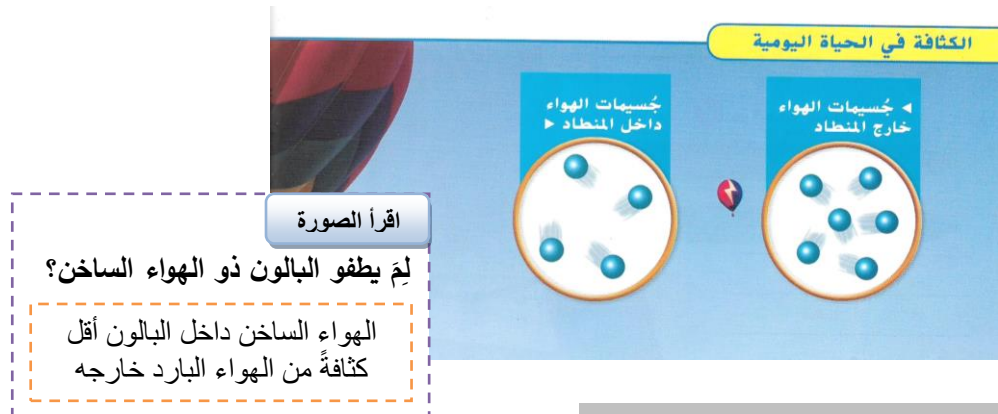 الكثافة في الحياة اليومية
◄ جُسيمات الهواء
خارج المنطاد
جُسيمات الهواء
داخل المنطاد ◄
اقرأ الصورة
لِمَ يطفو البالون ذو الهواء الساخن؟
الهواء الساخن داخل البالون أقل
كثافةً من الهواء البارد خارجه